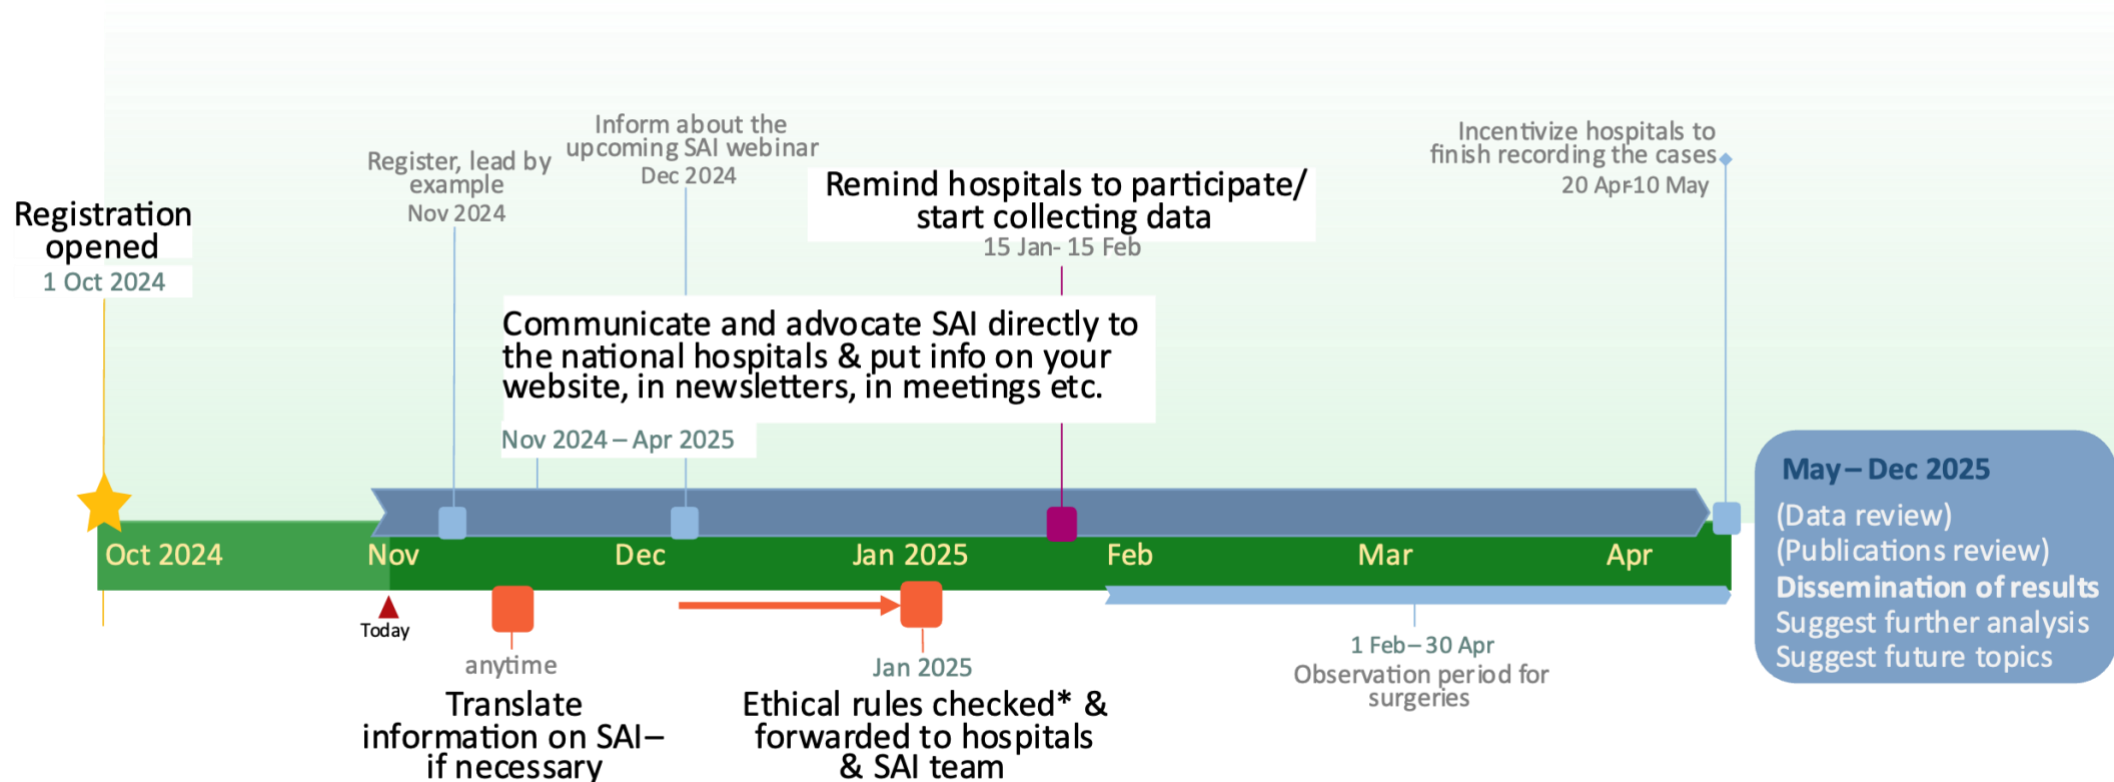 Registration
opened
1 Oct 2024
Register, lead by
example
Nov 2024
Inform about the
upcoming SAI webinar
Dec 2024
Remind hospitals to participate/
start collecting data
15 Jan- 15 Feb
Incentivize hospitals to
finish recording the cases
20 Apr-10 May
Communicate and advocate SAI directly to
the national hospitals & put info on your
website, in newsletters, in meetings etc.
Nov 2024 – Apr 2025
Oct 2024
Nov
Dec
Jan 2025
Feb
Mar
Apr
Today
anytime
Translate
information on SAI–
if necessary
Jan 2025
Ethical rules checked* &
forwarded to hospitals
& SAI team
1 Feb– 30 Apr
Observation period for
surgeries
May – Dec 2025
(Data review)
(Publications review)
Dissemination of results
Suggest further analysis
Suggest future topics